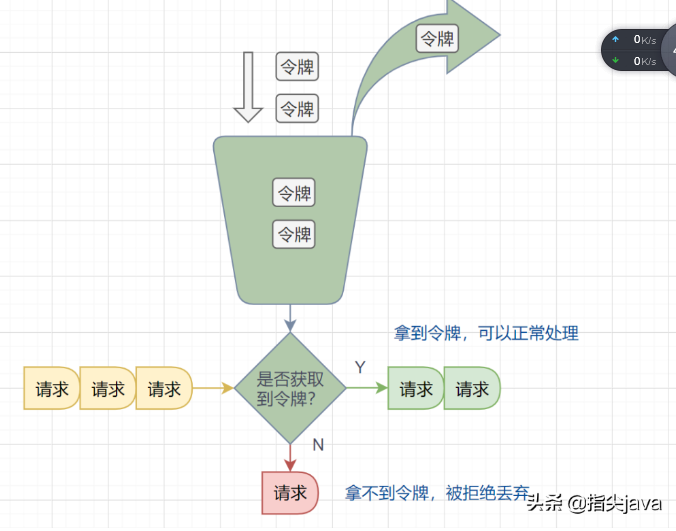 令牌
0K/s
0K/s
令牌
令牌
令牌
令牌
拿到令牌，可以正常处理
请求
请求
请求
是否获取
到令牌？
Y
请求
请求
N
请求
拿不到令牌，被拒绝丢弃
头条 @指尖java